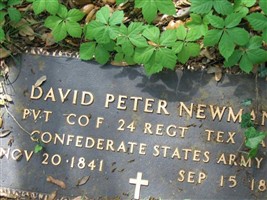 DAVID PETER NEWMAN
PVT CO F 24 REGT TEX
CONFEDERATE STATES ARMY
NOV 20 1841 SEP 15